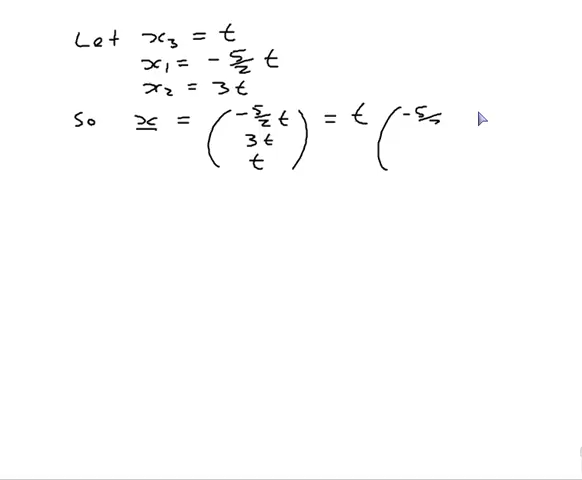 Let x₃ = t
x₁ = -5/2 t
x₂ = 3t
So x = (-5/2 t = t (-5/
3t
t)